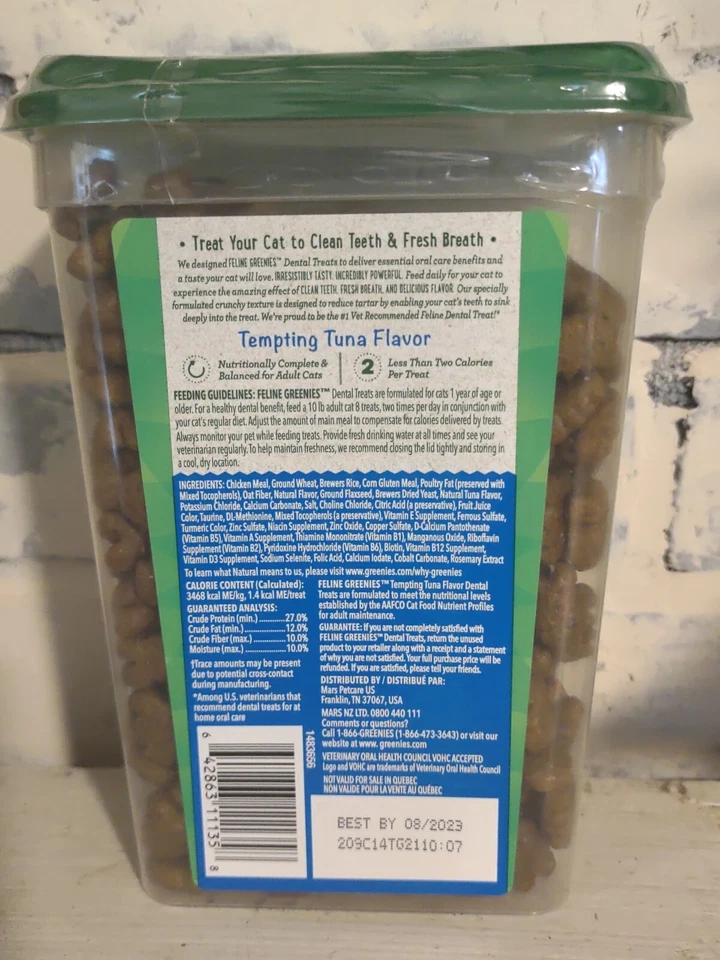 • Treat Your Cat to Clean Teeth & Fresh Breath •
We designed FELINE GREENIES™ Dental Treats to deliver essential oral care benefits and
a taste your cat will love. IRRESISTIBLY TASTY. INCREDIBLY POWERFUL. Feed daily for your cat to
experience the amazing effect of CLEAN TEETH, FRESH BREATH, AND DELICIOUS FLAVOR. Our specially
formulated crunchy texture is designed to reduce tartar by enabling your cat's teeth to sink
deeply into the treat. We're proud to be the #1 Vet Recommended Feline Dental Treat!*
Tempting Tuna Flavor
Nutritionally Complete &
Balanced for Adult Cats
2
Less Than Two Calories
Per Treat
FEEDING GUIDELINES: FELINE GREENIES™ Dental Treats are formulated for cats 1 year of age or
older. For a healthy dental benefit, feed a 10 lb adult cat 8 treats, two times per day in conjunction with
your cat's regular diet. Adjust the amount of main meal to compensate for calories delivered by treats.
Always monitor your pet while feeding treats. Provide fresh drinking water at all times and see your
veterinarian regularly. To help maintain freshness, we recommend closing the lid tightly and storing in
a cool, dry location.
INGREDIENTS: Chicken Meal, Ground Wheat, Brewers Rice, Corn Gluten Meal, Poultry Fat (preserved with
Mixed Tocopherols), Oat Fiber, Natural Flavor, Ground Flaxseed, Brewers Dried Yeast, Natural Tuna Flavor,
Potassium Chloride, Calcium Carbonate, Salt, Choline Chloride, Citric Acid (a preservative), Fruit Juice
Color, Taurine, DL-Methionine, Mixed Tocopherols (a preservative), Vitamin E Supplement, Ferrous Sulfate,
Turmeric Color, Zinc Sulfate, Niacin Supplement, Zinc Oxide, Copper Sulfate, D-Calcium Pantothenate
(Vitamin B5), Vitamin A Supplement, Thiamine Mononitrate (Vitamin B1), Manganous Oxide, Riboflavin
Supplement (Vitamin B2), Pyridoxine Hydrochloride (Vitamin B6), Biotin, Vitamin B12 Supplement,
Vitamin D3 Supplement, Sodium Selenite, Folic Acid, Calcium Iodate, Cobalt Carbonate, Rosemary Extract
To learn what Natural means to us, please visit www.greenies.com/why-greenies
CALORIE CONTENT (Calculated):
3468 kcal ME/kg, 1.4 kcal ME/treat
GUARANTEED ANALYSIS:
Crude Protein (min.)..........27.0%
Crude Fat (min.)..........12.0%
Crude Fiber (max.)..........10.0%
Moisture (max.)..........10.0%
†Trace amounts may be present
due to potential cross-contact
during manufacturing.
*Among U.S. veterinarians that
recommend dental treats for at
home oral care
FELINE GREENIES™ Tempting Tuna Flavor Dental
Treats are formulated to meet the nutritional levels
established by the AAFCO Cat Food Nutrient Profiles
for adult maintenance.
GUARANTEE: If you are not completely satisfied with
FELINE GREENIES™ Dental Treats, return the unused
product to your retailer along with a receipt and a statement
of why you are not satisfied. Your full purchase price will be
refunded. If you are satisfied, please tell your friends.
DISTRIBUTED BY / DISTRIBUÉ PAR:
Mars Petcare US
Franklin, TN 37067, USA
MARS NZ LTD. 0800 440 111
Comments or questions?
Call 1-866-GREENIES (1-866-473-3643) or visit our
website at www.greenies.com
VETERINARY ORAL HEALTH COUNCIL VOHC ACCEPTED
Logo and VOHC are trademarks of Veterinary Oral Health Council
NOT VALID FOR SALE IN QUEBEC
NON VALIDE POUR LA VENTE AU QUÉBEC
1483656
6 42863 11135 8
BEST BY 08/2023
209C14TG2110:07